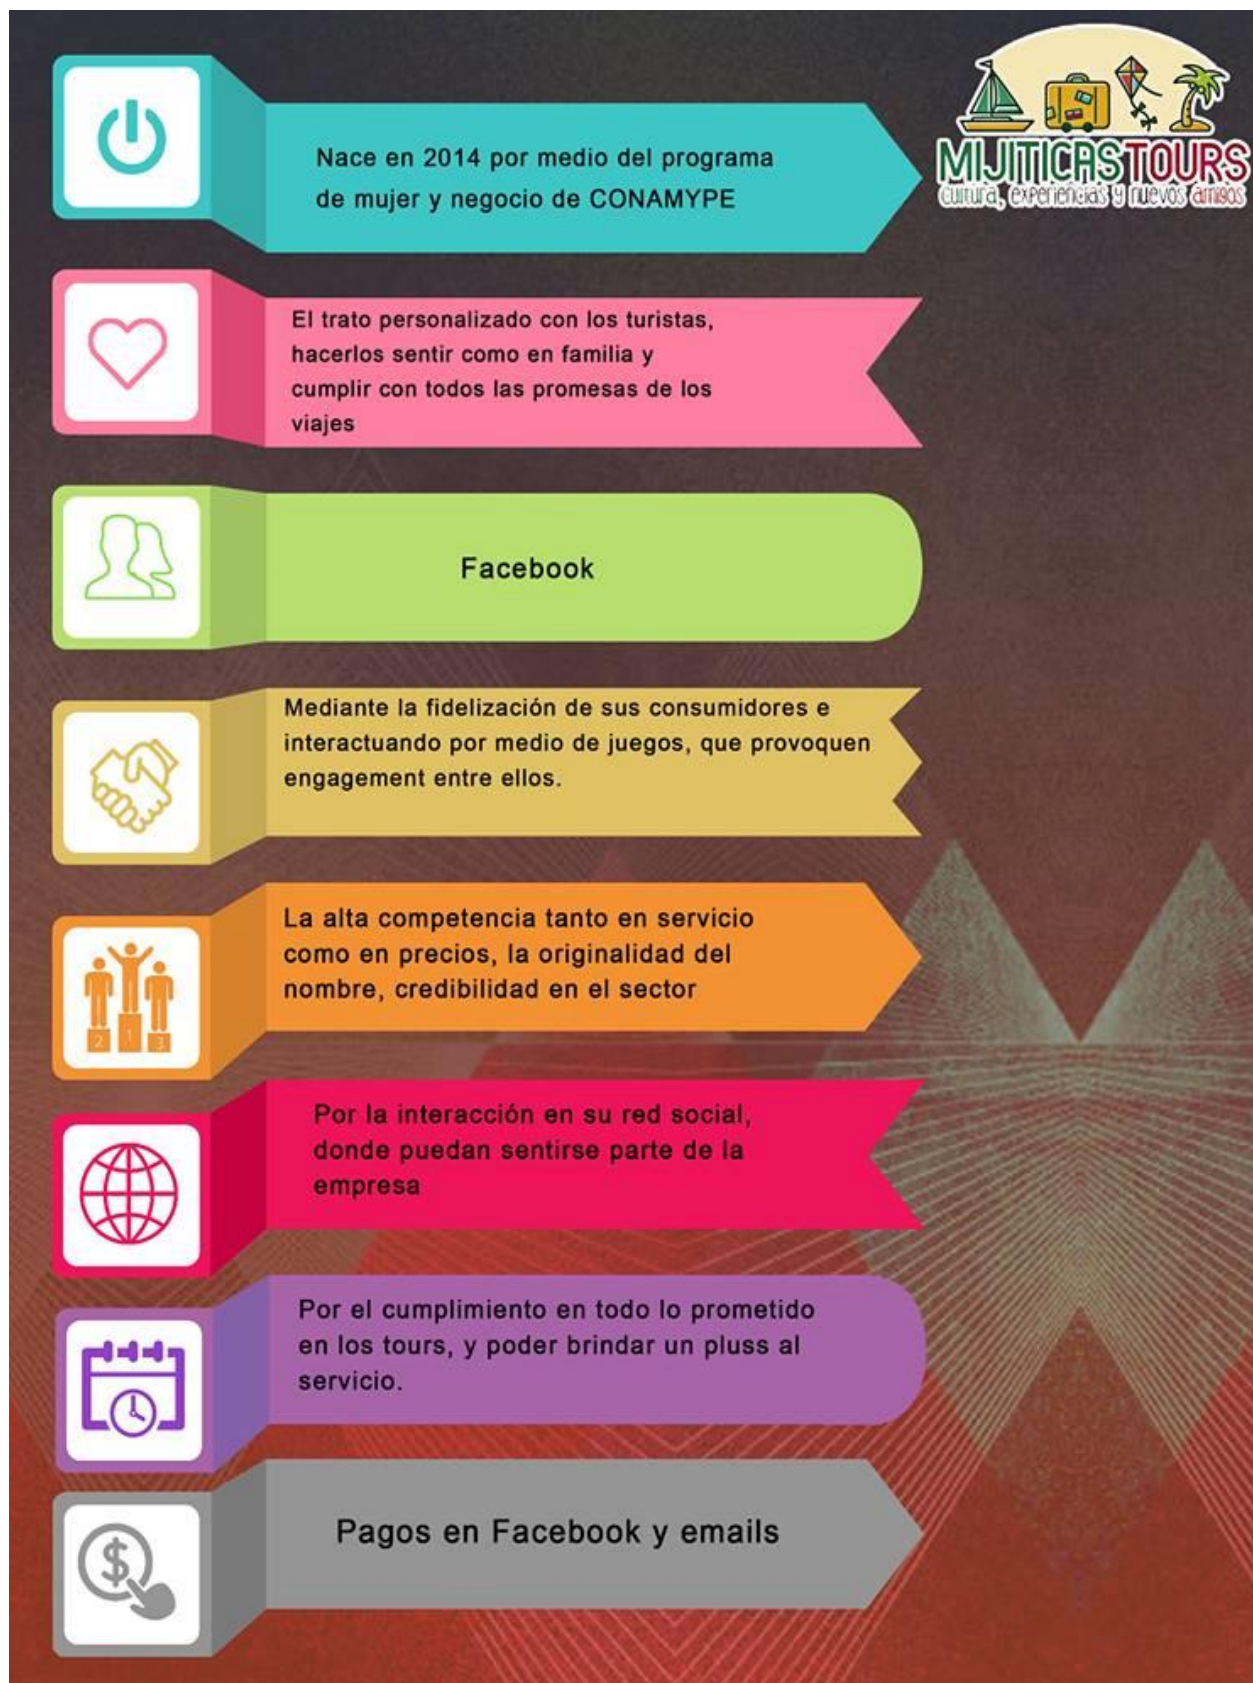 MIJITICAS TOURS
cultura, experiencias y nuevos amigos
Nace en 2014 por medio del programa
de mujer y negocio de CONAMYPE
El trato personalizado con los turistas,
hacerlos sentir como en familia y
cumplir con todos las promesas de los
viajes
Facebook
Mediante la fidelización de sus consumidores e
interactuando por medio de juegos, que provoquen
engagement entre ellos.
La alta competencia tanto en servicio
como en precios, la originalidad del
nombre, credibilidad en el sector
2 1 3
Por la interacción en su red social,
donde puedan sentirse parte de la
empresa
Por el cumplimiento en todo lo prometido
en los tours, y poder brindar un pluss al
servicio.
$
Pagos en Facebook y emails